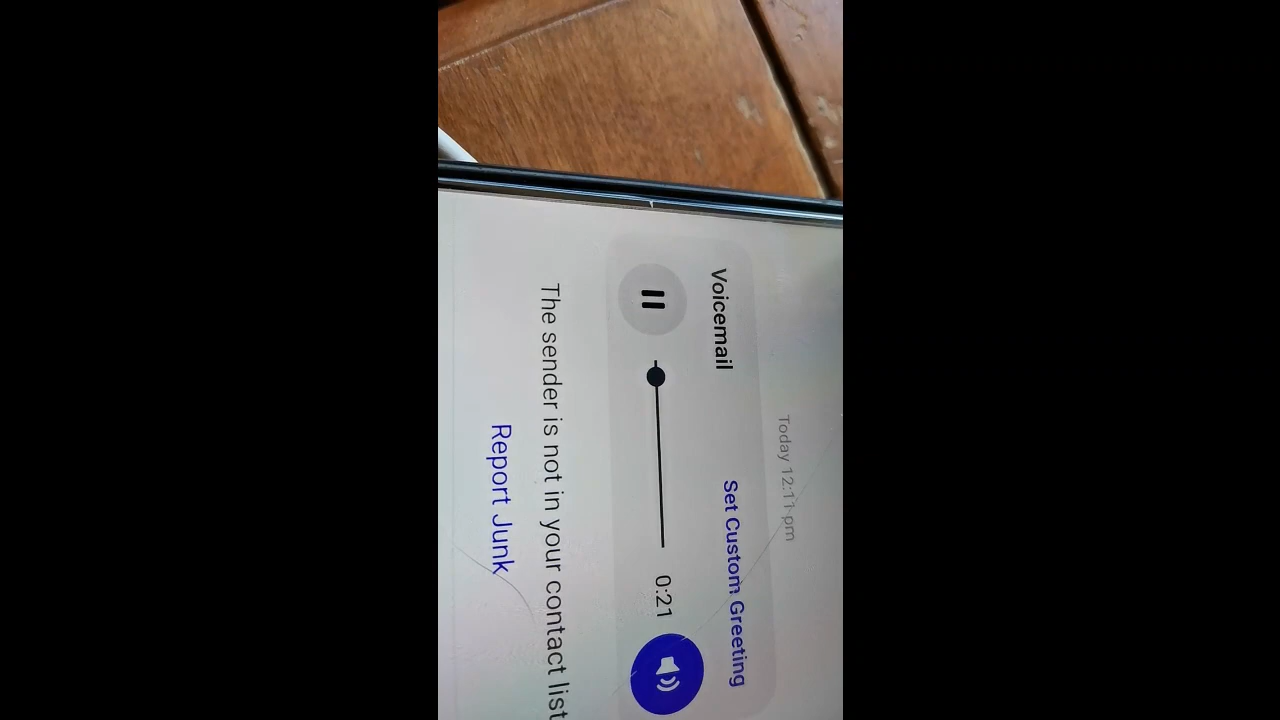 Today 12:11 pm
Voicemail
Set Custom Greeting
0:21
The sender is not in your contact list
Report Junk